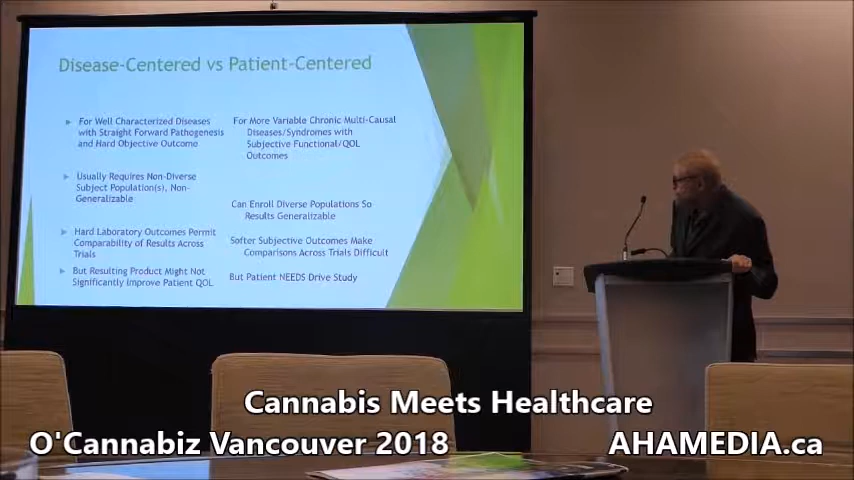 Disease-Centered vs Patient-Centered
For Well Characterized Diseases
with Straight Forward Pathogenesis
and Hard Objective Outcome
For More Variable Chronic Multi-Causal
Diseases/Syndromes with
Subjective Functional/QOL
Outcomes
Usually Requires Non-Diverse
Subject Population(s), Non-
Generalizable
Can Enroll Diverse Populations So
Results Generalizable
Hard Laboratory Outcomes Permit
Comparability of Results Across
Trials
Softer Subjective Outcomes Make
Comparisons Across Trials Difficult
But Resulting Product Might Not
Significantly Improve Patient QOL
But Patient NEEDS Drive Study
Cannabis Meets Healthcare
O'Cannabiz Vancouver 2018
AHAMEDIA.ca